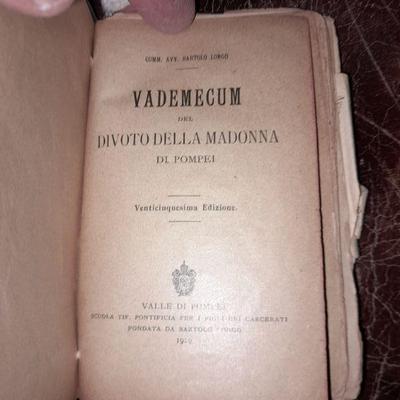 COMM. AVV. BARTOLO LONGO
VADEMECUM
DEL
DIVOTO DELLA MADONNA
DI POMPEI
Venticinquesima Edizione.
VALLE DI POMPEI
SCUOLA TIP. PONTIFICIA PER I FIGLI DEI CARCERATI
FONDATA DA BARTOLO LONGO